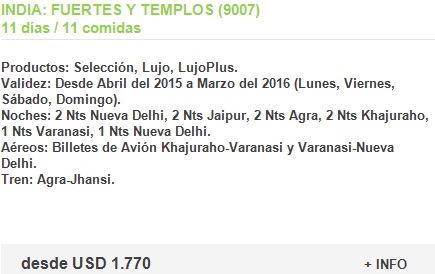 INDIA: FUERTES Y TEMPLOS (9007)
11 días / 11 comidas
Productos: Selección, Lujo, LujoPlus.
Validez: Desde Abril del 2015 a Marzo del 2016 (Lunes, Viernes,
Sábado, Domingo).
Noches: 2 Nts Nueva Delhi, 2 Nts Jaipur, 2 Nts Agra, 2 Nts Khajuraho,
1 Nts Varanasi, 1 Nts Nueva Delhi.
Aéreos: Billetes de Avión Khajuraho-Varanasi y Varanasi-Nueva
Delhi.
Tren: Agra-Jhansi.
desde USD 1.770 + INFO